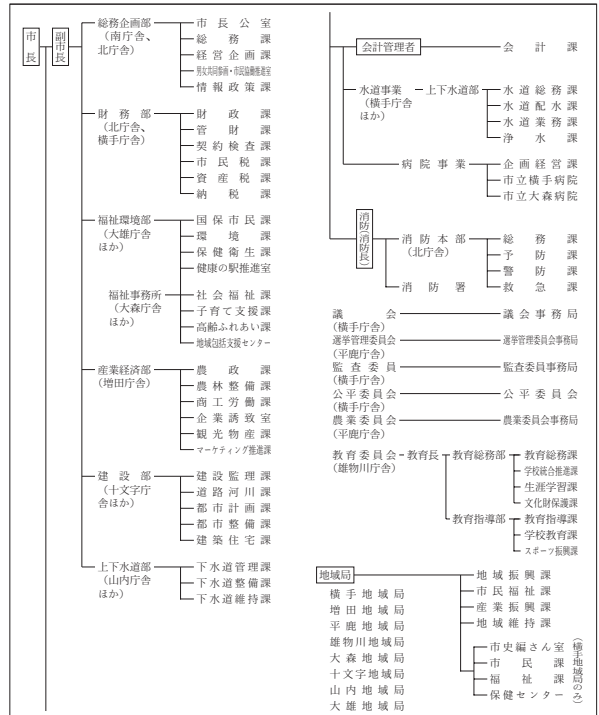 市長
副市長
総務企画部
(南庁舎、
北庁舎)
市長公室
総務課
経営企画課
男女共同参画・市民協働推進室
情報政策課
財務部
(北庁舎、
横手庁舎)
財政課
管財課
契約検査課
市民税課
資産税課
納税課
福祉環境部
(大雄庁舎
ほか)
国保市民課
環境課
保健衛生課
健康の駅推進室
福祉事務所
(大森庁舎
ほか)
社会福祉課
子育て支援課
高齢ふれあい課
地域包括支援センター
産業経済部
(増田庁舎)
農政課
農林整備課
商工労働課
企業誘致室
観光物産課
マーケティング推進課
建設部
(十文字庁
舎ほか)
建設監理課
道路河川課
都市計画課
都市整備課
建築住宅課
上下水道部
(山内庁舎
ほか)
下水道管理課
下水道整備課
下水道維持課
会計管理者
会計課
水道事業
(横手庁舎
ほか)
上下水道部
水道総務課
水道配水課
水道業務課
浄水課
病院事業
企画経営課
市立横手病院
市立大森病院
消防(消防長)
消防本部
(北庁舎)
消防署
総務課
予防課
警防課
救急課
議会
(横手庁舎)
議会事務局
選挙管理委員会
(平鹿庁舎)
選挙管理委員会事務局
監査委員
(横手庁舎)
監査委員事務局
公平委員会
(横手庁舎)
公平委員会
農業委員会
(平鹿庁舎)
農業委員会事務局
教育委員会
(雄物川庁舎)
教育長
教育総務部
教育総務課
学校統合推進課
生涯学習課
文化財保護課
教育指導部
教育指導課
学校教育課
スポーツ振興課
地域局
横手地域局
増田地域局
平鹿地域局
雄物川地域局
大森地域局
十文字地域局
山内地域局
大雄地域局
地域振興課
市民福祉課
産業振興課
地域維持課
市史編さん室
市民課
福祉課
保健センター
(横手地域局のみ)